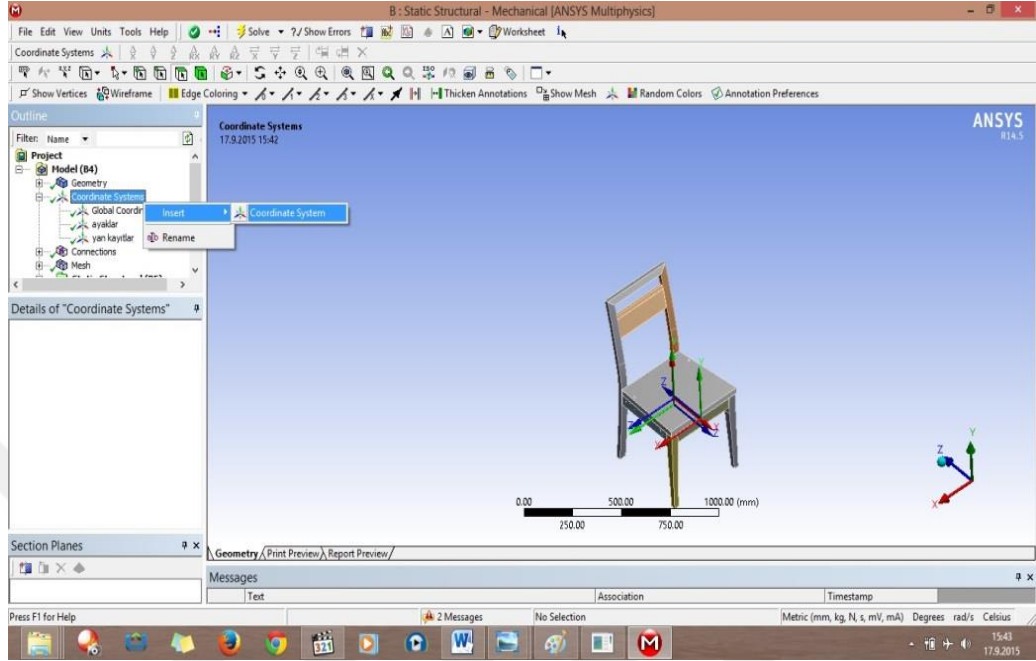 B : Static Structural - Mechanical [ANSYS Multiphysics]
File Edit View Units Tools Help Solve ?/ Show Errors Worksheet
Coordinate Systems
Show Vertices Wireframe Edge Coloring Thicken Annotations Show Mesh Random Colors Annotation Preferences
Outline
Filter: Name
Project
Model (B4)
Geometry
Coordinate Systems
Global Coordin
ayaklar
yan kayıtlar
Connections
Mesh
Insert
Coordinate System
Rename
Details of "Coordinate Systems"
Section Planes
Coordinate Systems
17.9.2015 15:42
ANSYS
R14.5
Z Y
X
Z
X
Y
Z
X
0.00 500.00 1000.00 (mm)
250.00 750.00
Geometry Print Preview Report Preview
Messages
Text Association Timestamp
Press F1 for Help 2 Messages No Selection Metric (mm, kg, N, s, mV, mA) Degrees rad/s Celsius
321
15:43
17.9.2015